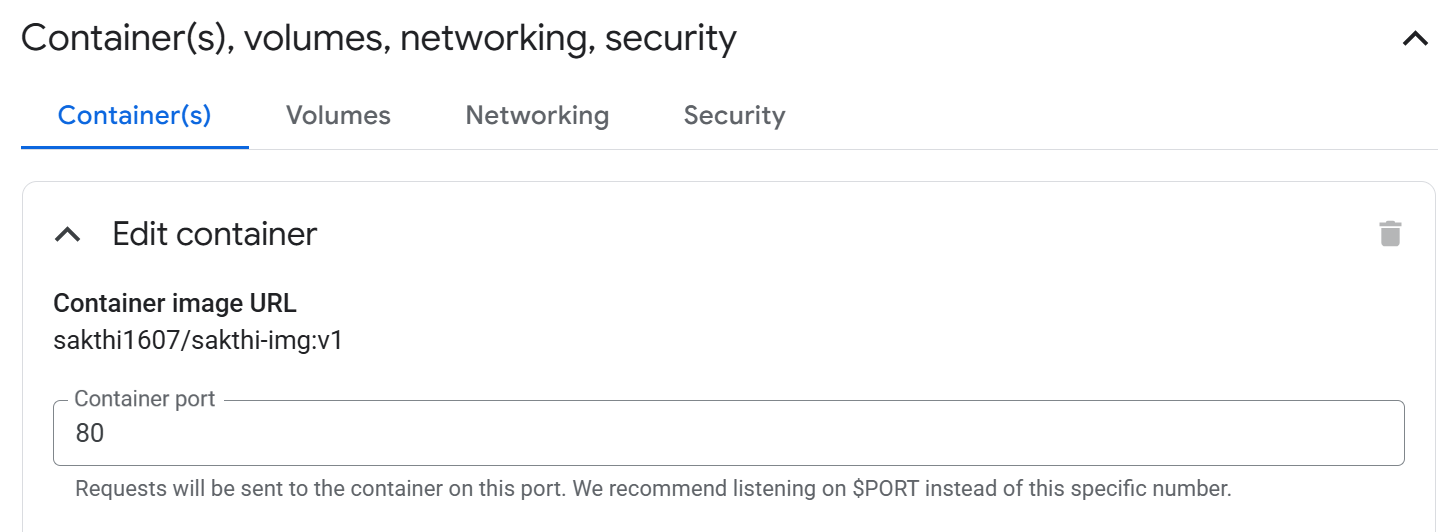 Container(s), volumes, networking, security
Container(s) Volumes Networking Security
Edit container
Container image URL
sakthi1607/sakthi-img:v1
Container port
80
Requests will be sent to the container on this port. We recommend listening on $PORT instead of this specific number.